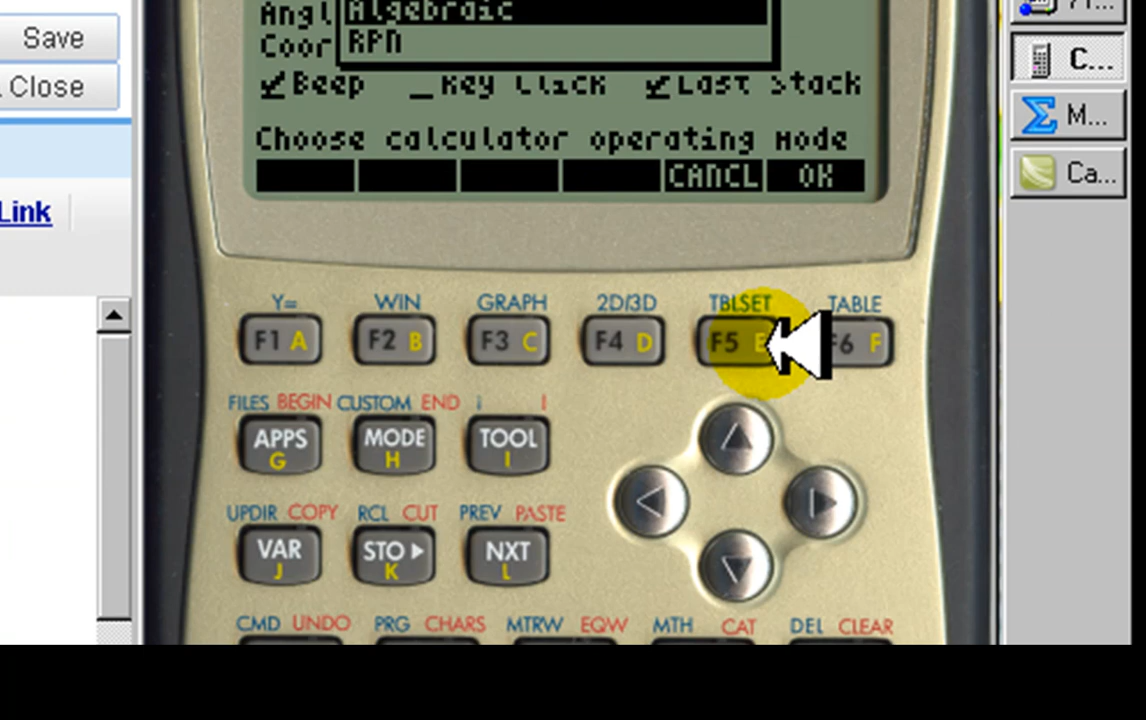 Save
Close
Link
Angl
Algebraic
Coor
RPN
Beep _ Key Click Last Stack
Choose calculator operating mode
CANCL OK
Y= WIN GRAPH 2D/3D TBLSET TABLE
F1 A F2 B F3 C F4 D F5 E F6 F
FILES BEGIN CUSTOM END i I
APPS G MODE H TOOL I
UPDIR COPY RCL CUT PREV PASTE
VAR J STO▶ K NXT L
CMD UNDO PRG CHARS MTRW EQW MTH CAT DEL CLEAR
C...
M...
Ca...